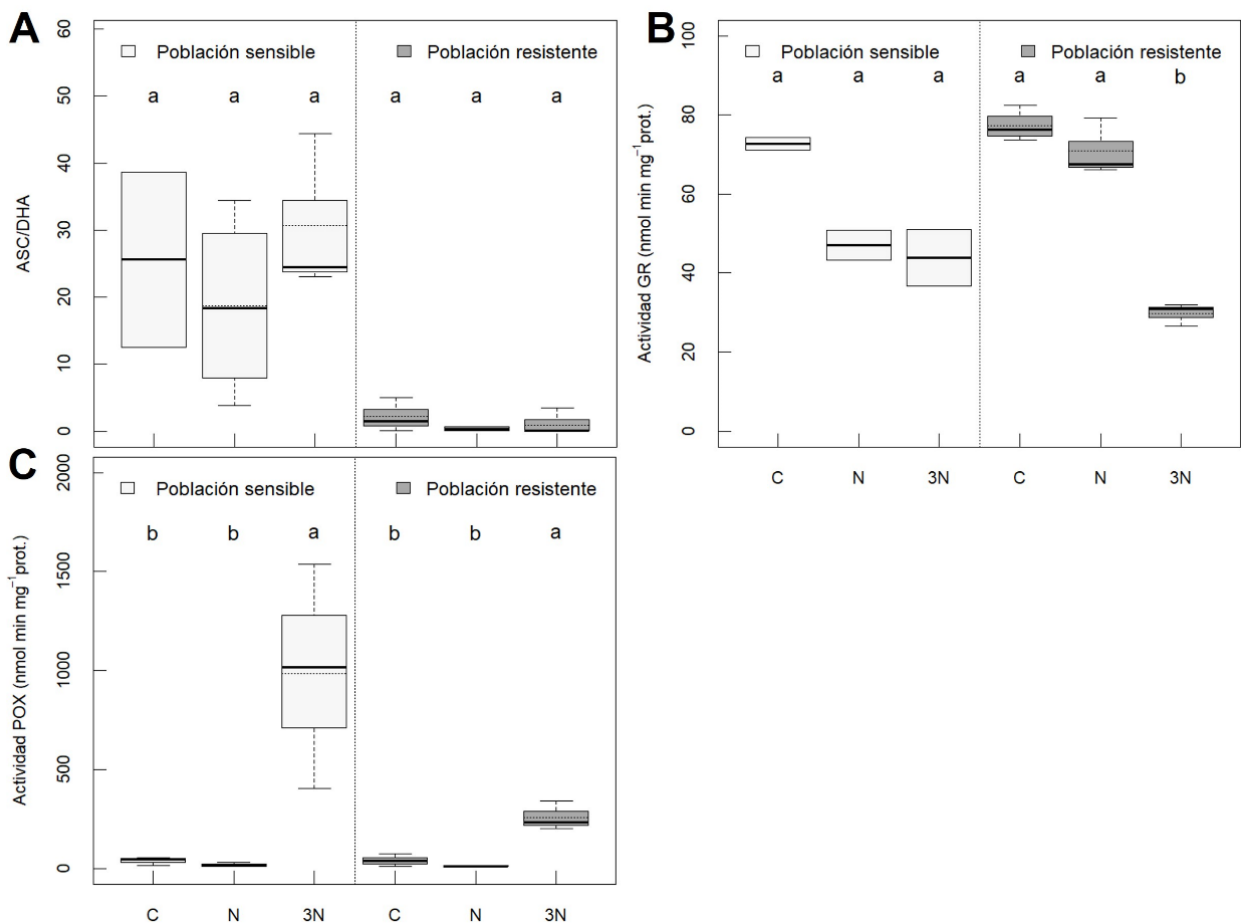 A
ASC/DHA
60
50
40
30
20
10
0
Población sensible
Población resistente
a a a a a a
B
Actividad GR (nmol min mg⁻¹prot.)
100
80
60
40
20
0
Población sensible
Población resistente
a a a a a b
C N 3N C N 3N
C
Actividad POX (nmol min mg⁻¹prot.)
2000
1500
1000
500
0
Población sensible
Población resistente
b b a b b a
C N 3N C N 3N